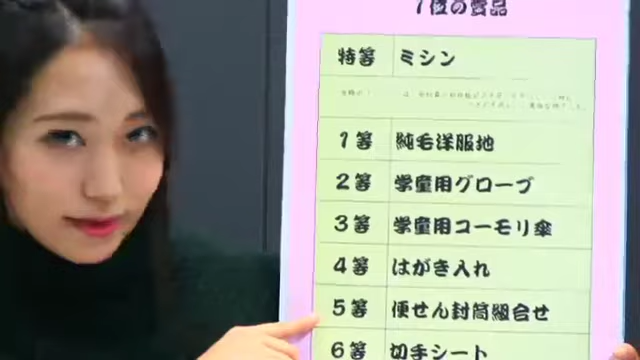 1位の賞品
特等 ミシン
1等 純毛洋服地
2等 学童用グローブ
3等 学童用コーモリ傘
4等 はがき入れ
5等 便せん封筒組合せ
6等 切手シート